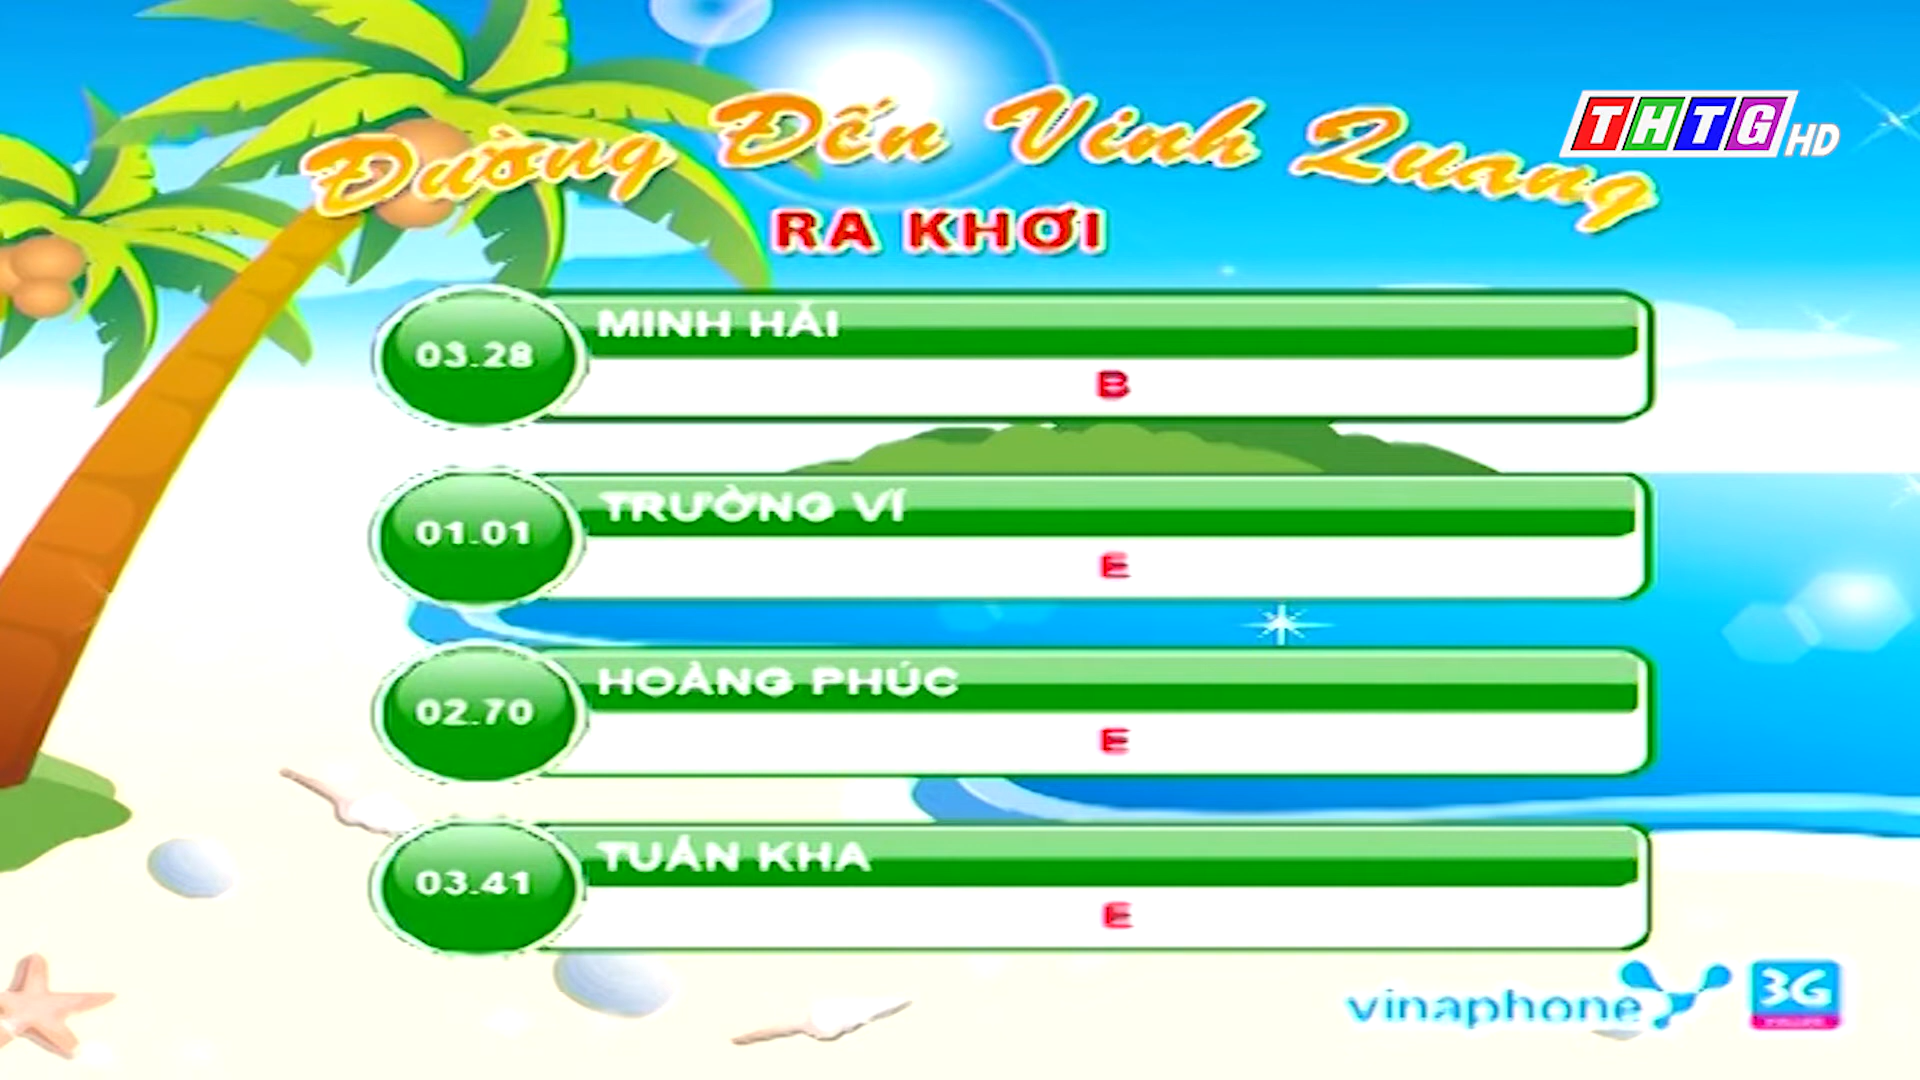 Đường Đến Vinh Quang
THTG HD
RA KHƠI
MINH HẢI
03.28
B
TRƯỜNG VĨ
01.01
E
HOÀNG PHÚC
02.70
E
TUẤN KHA
03.41
E
vinaphone
3G